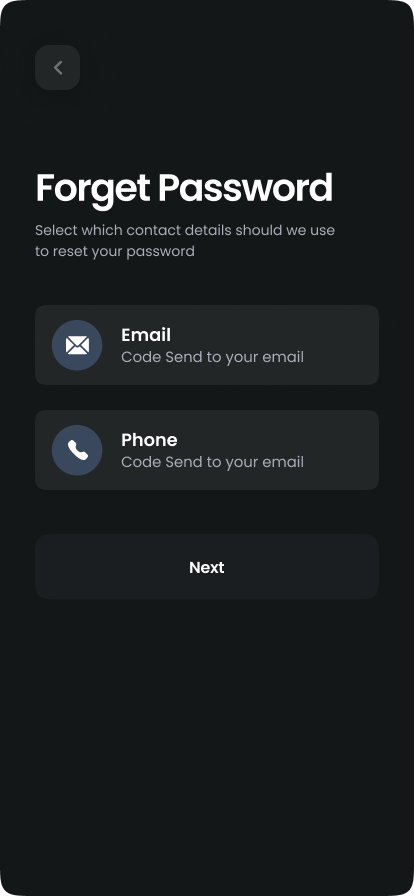 Forget Password
Select which contact details should we use
to reset your password
Email
Code Send to your email
Phone
Code Send to your email
Next